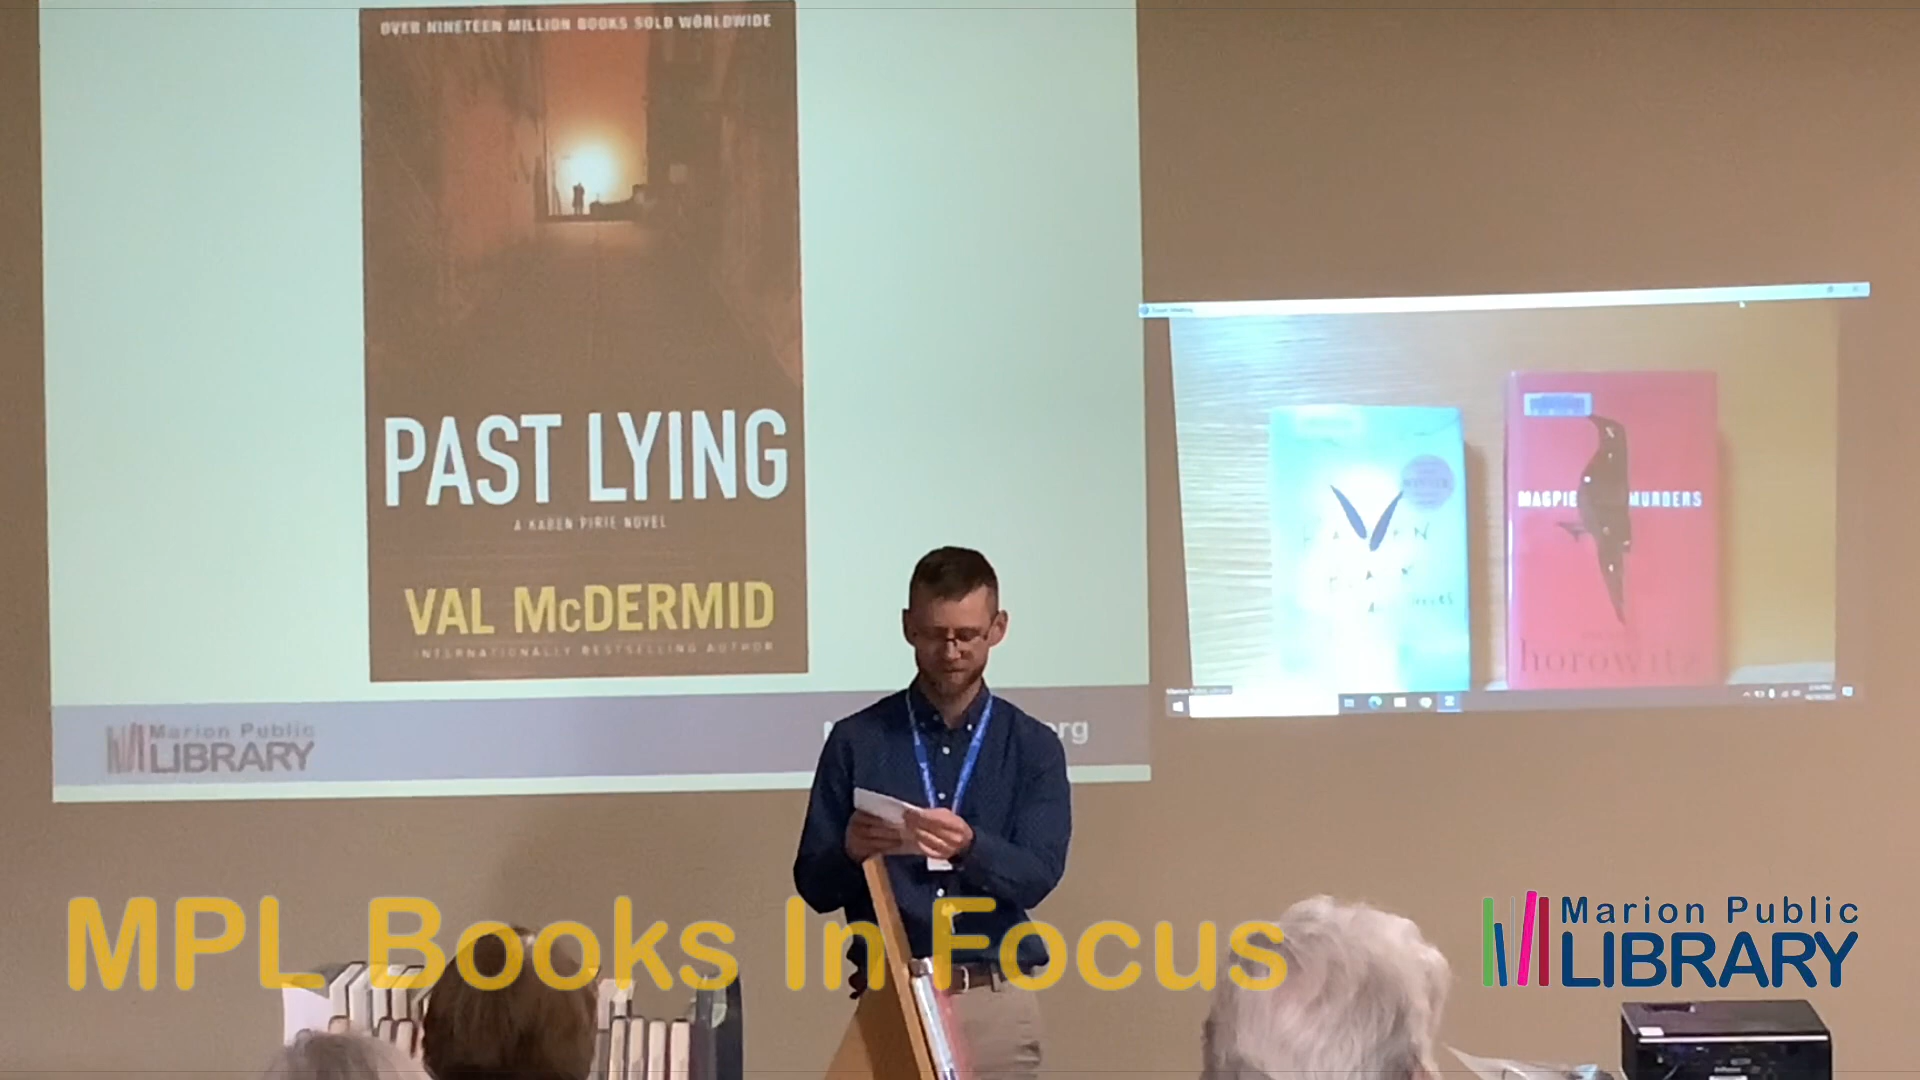 OVER NINETEEN MILLION BOOKS SOLD WORLDWIDE
PAST LYING
A KAREN PIRIE NOVEL
VAL McDERMID
INTERNATIONALLY BESTSELLING AUTHOR
Marion Public
LIBRARY
org
MAGPIE MURDERS
horowitz
MPL Books In Focus
Marion Public
LIBRARY